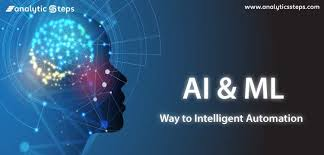 analytic steps
www.analyticssteps.com
AI & ML
Way to Intelligent Automation